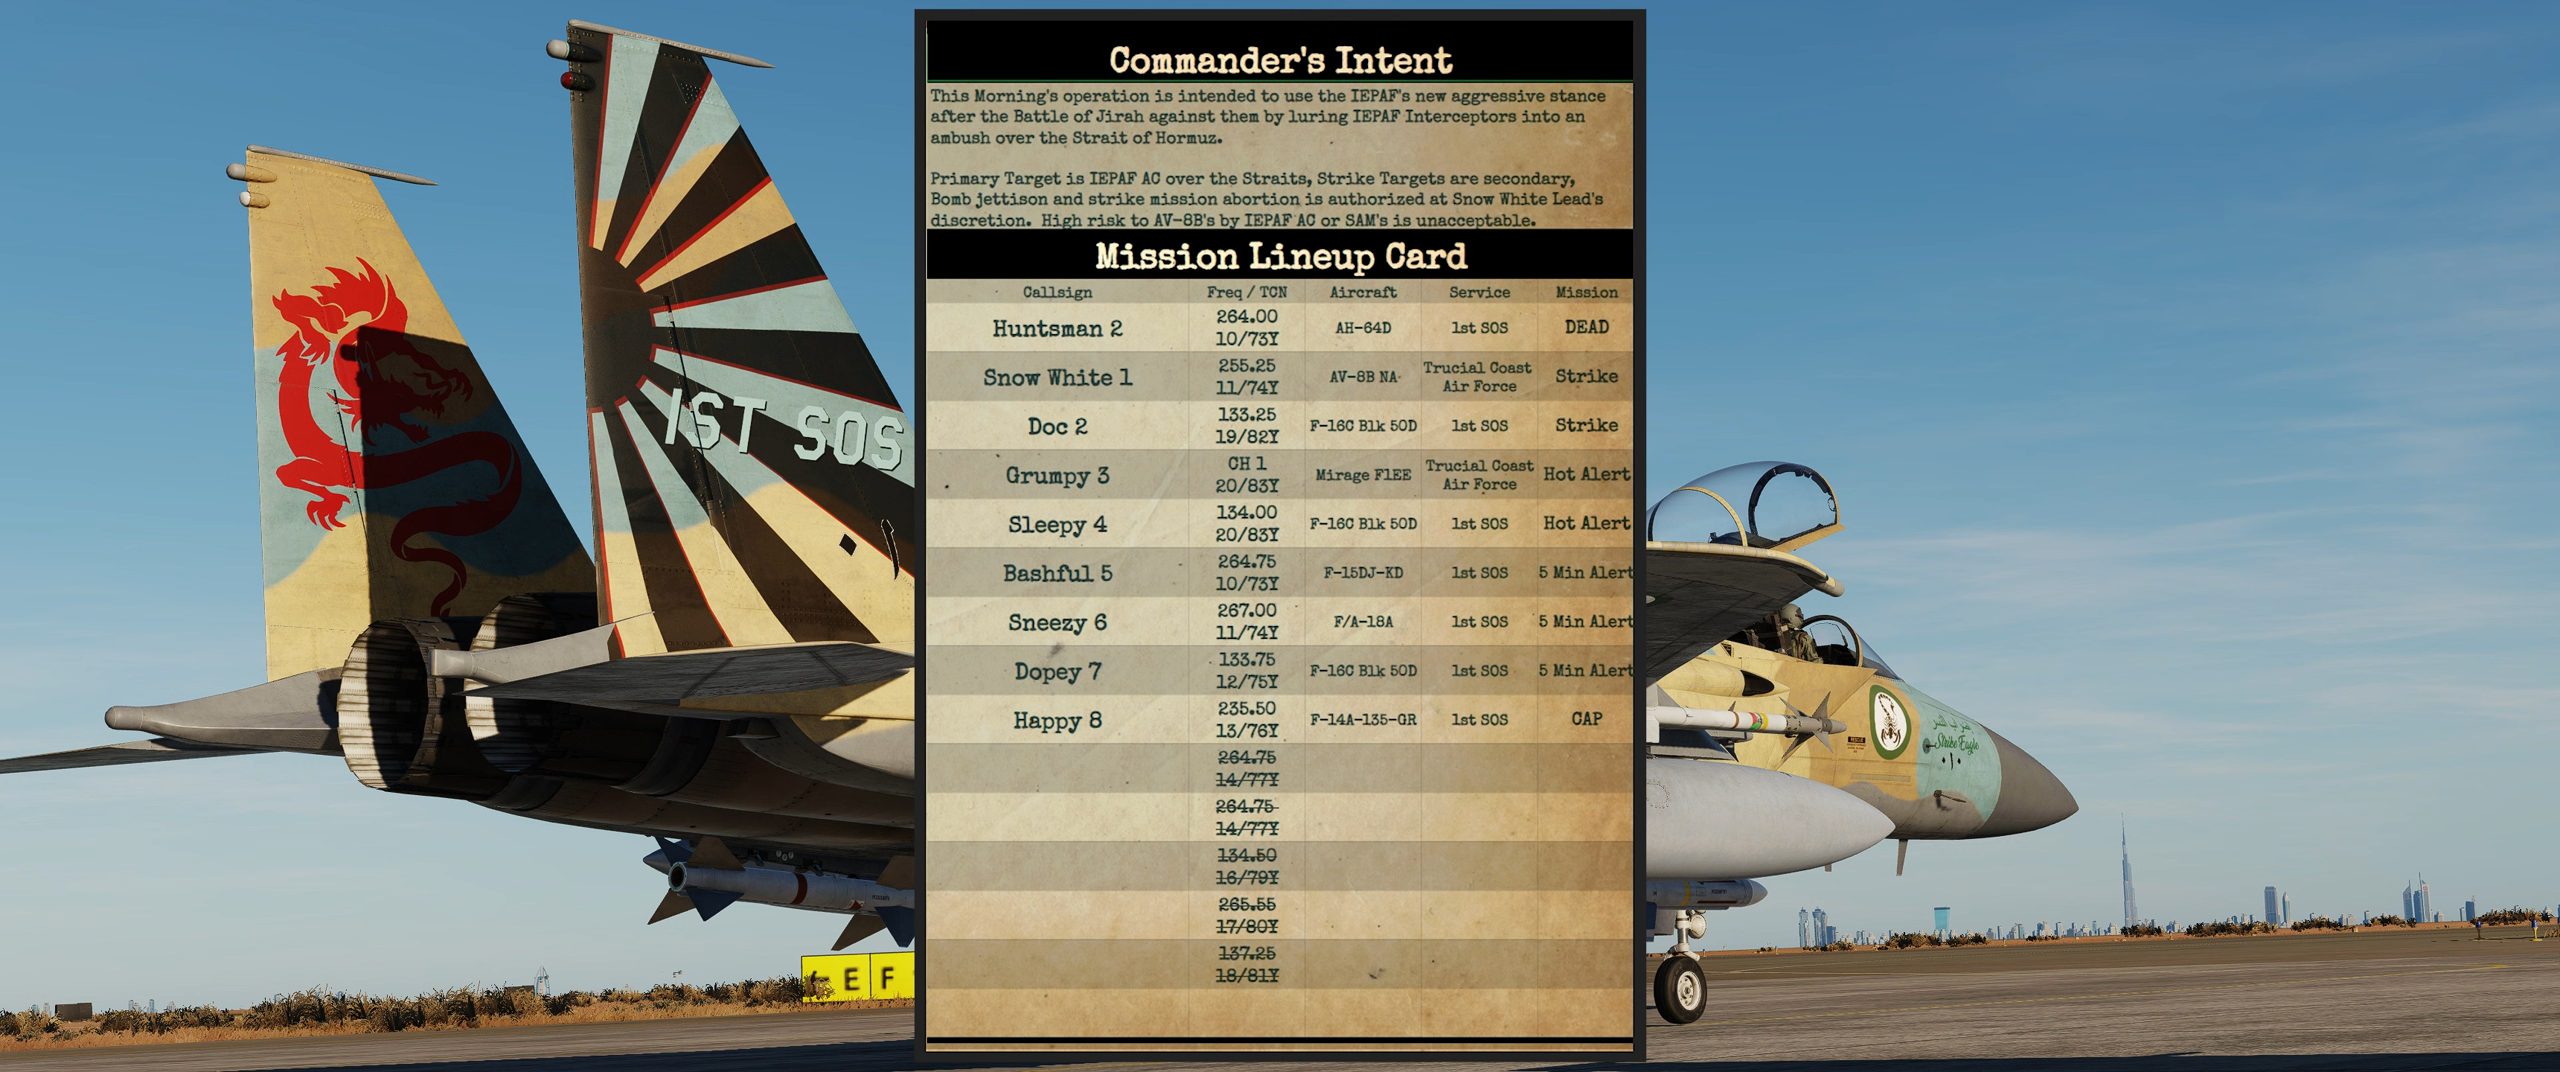 Commander's Intent
This Morning's operation is intended to use the IEPAF's new aggressive stance
after the Battle of Jirah against them by luring IEPAF Interceptors into an
ambush over the Strait of Hormuz.
Primary Target is IEPAF AC over the Straits, Strike Targets are secondary,
Bomb jettison and strike mission abortion is authorized at Snow White Lead's
discretion. High risk to AV-8B's by IEPAF AC or SAM's is unacceptable.
Mission Lineup Card
Callsign Freq / TCN Aircraft Service Mission
Huntsman 2 264.00 10/73Y AH-64D 1st SOS DEAD
Snow White 1 255.25 11/74Y AV-8B NA Trucial Coast Air Force Strike
Doc 2 133.25 19/82Y F-16C Blk 50D 1st SOS Strike
Grumpy 3 CH 1 20/83Y Mirage F1EE Trucial Coast Air Force Hot Alert
Sleepy 4 134.00 20/83Y F-16C Blk 50D 1st SOS Hot Alert
Bashful 5 264.75 10/73Y F-15DJ-KD 1st SOS 5 Min Alert
Sneezy 6 267.00 11/74Y F/A-18A 1st SOS 5 Min Alert
Dopey 7 133.75 12/75Y F-16C Blk 50D 1st SOS 5 Min Alert
Happy 8 235.50 13/76Y F-14A-135-GR 1st SOS CAP
264.75
14/77Y
264.75
14/77Y
134.50
16/79Y
265.55
17/80Y
137.25
18/81Y
1ST SOS
E F
Strike Eagle